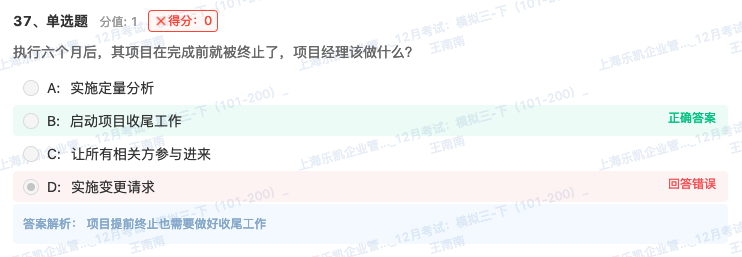 37、单选题 分值: 1 ×得分：0
执行六个月后，其项目在完成前就被终止了，项目经理该做什么?
A: 实施定量分析
B: 启动项目收尾工作 正确答案
C: 让所有相关方参与进来
D: 实施变更请求 回答错误
答案解析： 项目提前终止也需要做好收尾工作
上海乐凯企业管..._12月考试：模拟三-下（101-200）_
王南南